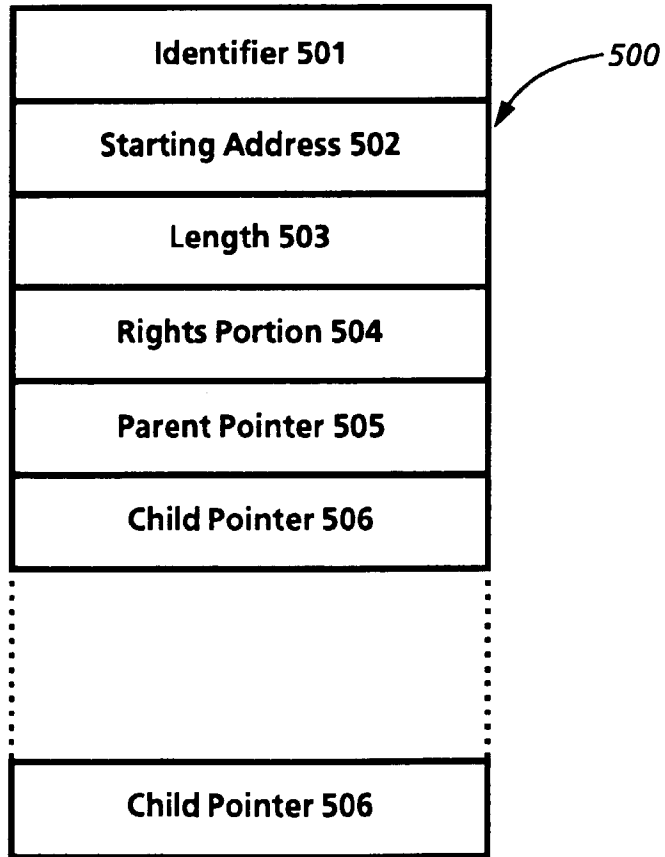 Identifier 501
500
Starting Address 502
Length 503
Rights Portion 504
Parent Pointer 505
Child Pointer 506
Child Pointer 506